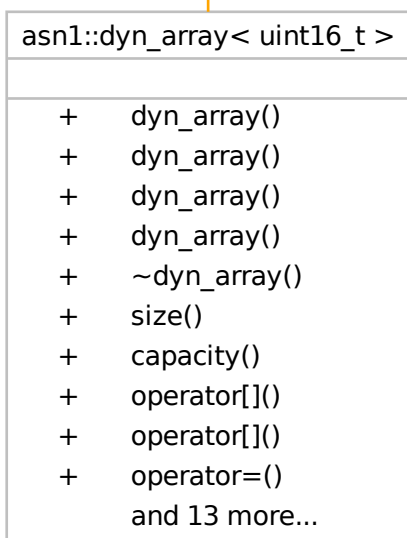 asn1::dyn_array< uint16_t >
+ dyn_array()
+ dyn_array()
+ dyn_array()
+ dyn_array()
+ ~dyn_array()
+ size()
+ capacity()
+ operator[]()
+ operator[]()
+ operator=()
and 13 more...